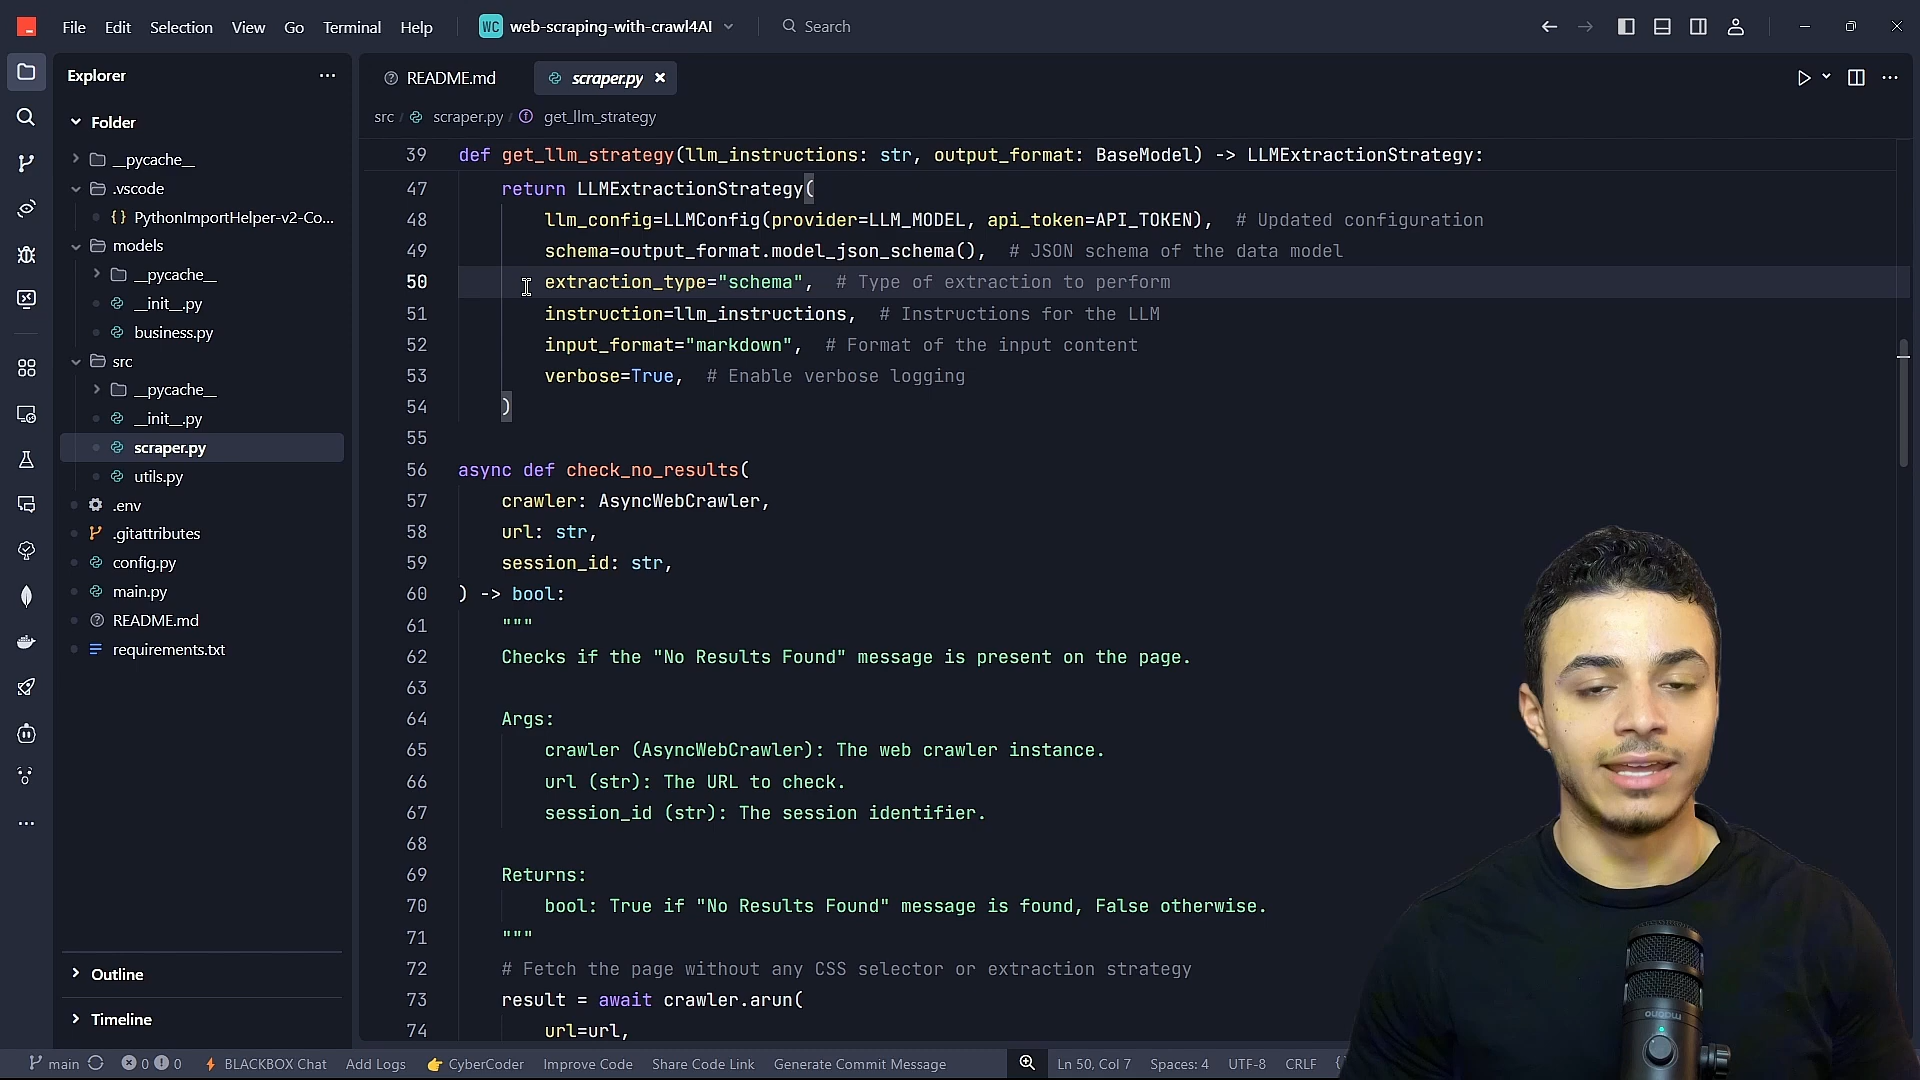 File Edit Selection View Go Terminal Help WC web-scraping-with-crawl4AI Search
Explorer
Folder
__pycache__
.vscode
{} PythonImportHelper-v2-Co...
models
__pycache__
__init__.py
business.py
src
__pycache__
__init__.py
scraper.py
utils.py
.env
.gitattributes
config.py
main.py
README.md
requirements.txt
Outline
Timeline
README.md scraper.py
src / scraper.py / get_llm_strategy
39 def get_llm_strategy(llm_instructions: str, output_format: BaseModel) -> LLMExtractionStrategy:
47 return LLMExtractionStrategy(
48 llm_config=LLMConfig(provider=LLM_MODEL, api_token=API_TOKEN), # Updated configuration
49 schema=output_format.model_json_schema(), # JSON schema of the data model
50 extraction_type="schema", # Type of extraction to perform
51 instruction=llm_instructions, # Instructions for the LLM
52 input_format="markdown", # Format of the input content
53 verbose=True, # Enable verbose logging
54 )
55
56 async def check_no_results(
57 crawler: AsyncWebCrawler,
58 url: str,
59 session_id: str,
60 ) -> bool:
61 """
62 Checks if the "No Results Found" message is present on the page.
63
64 Args:
65 crawler (AsyncWebCrawler): The web crawler instance.
66 url (str): The URL to check.
67 session_id (str): The session identifier.
68
69 Returns:
70 bool: True if "No Results Found" message is found, False otherwise.
71 """
72 # Fetch the page without any CSS selector or extraction strategy
73 result = await crawler.arun(
74 url=url,
maono
main 0 0 BLACKBOX Chat Add Logs CyberCoder Improve Code Share Code Link Generate Commit Message Ln 50, Col 7 Spaces: 4 UTF-8 CRLF {